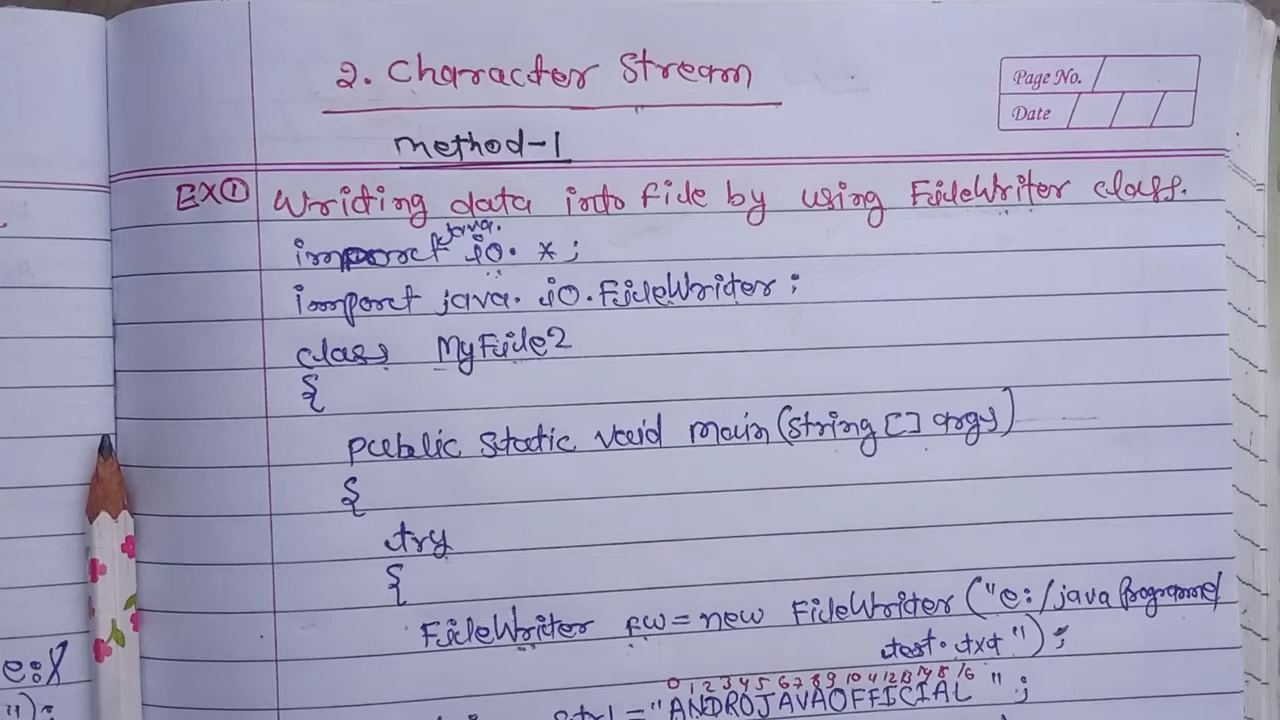 2. Character Stream
Page No.
Date
Method-1
EX① Writing data into file by using FileWriter class.
import java.io.*;
import java.io.FileWriter;
class MyFile2
{
public static void main(String[] args)
{
try
{
FileWriter fw=new FileWriter("e:/java Programme/
test.txt");
0 1 2 3 4 5 6 7 8 9 10 11 12 13 14 15 16
str1="ANDROJAVAOFFICIAL";
e:/
");